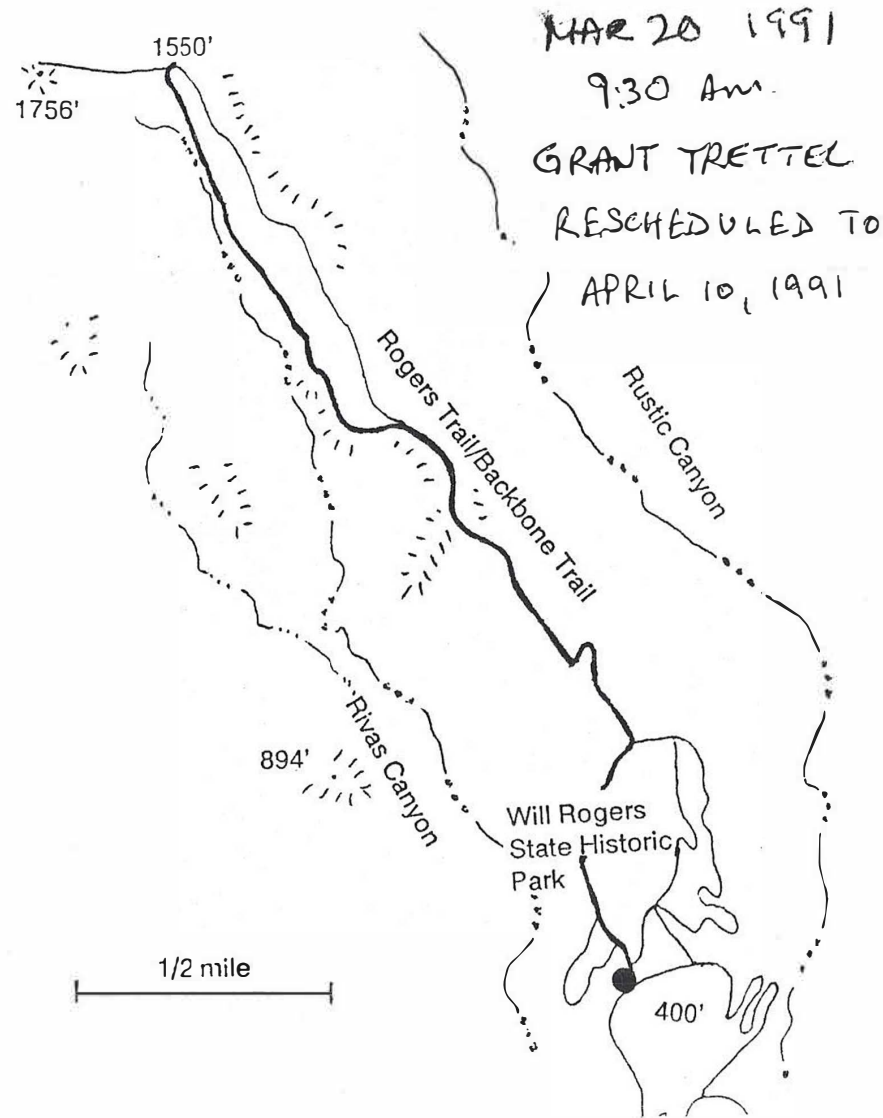 MAR 20 1991
9:30 Am.
GRANT TRETTEL
RESCHEDULED TO
APRIL 10, 1991
1550'
1756'
Rogers Trail/Backbone Trail
Rustic Canyon
Rivas Canyon
894'
Will Rogers
State Historic
Park
1/2 mile
400'